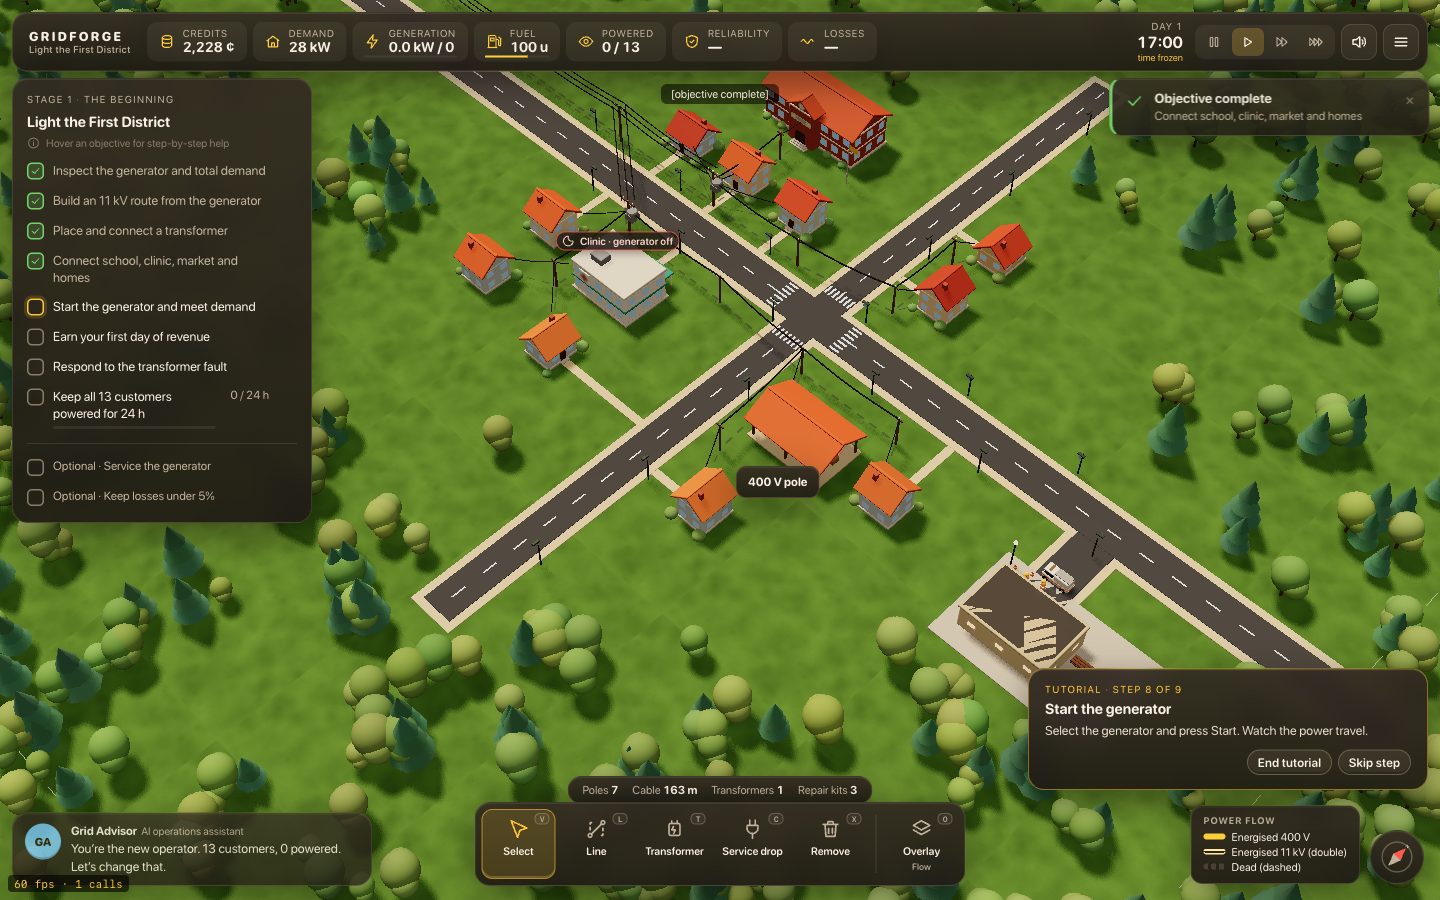 GRIDFORGE
Light the First District
CREDITS
2,228 ¢
DEMAND
28 kW
GENERATION
0.0 kW / 0
FUEL
100 u
POWERED
0 / 13
RELIABILITY
—
LOSSES
—
DAY 1
17:00
time frozen
STAGE 1 · THE BEGINNING
Light the First District
Hover an objective for step-by-step help
Inspect the generator and total demand
Build an 11 kV route from the generator
Place and connect a transformer
Connect school, clinic, market and
homes
Start the generator and meet demand
Earn your first day of revenue
Respond to the transformer fault
Keep all 13 customers
powered for 24 h
0 / 24 h
Optional · Service the generator
Optional · Keep losses under 5%
[objective complete]
Objective complete
Connect school, clinic, market and homes
Clinic · generator off
400 V pole
TUTORIAL · STEP 8 OF 9
Start the generator
Select the generator and press Start. Watch the power travel.
End tutorial
Skip step
Poles 7 Cable 163 m Transformers 1 Repair kits 3
V
Select
L
Line
T
Transformer
C
Service drop
X
Remove
O
Overlay
Flow
GA
Grid Advisor AI operations assistant
You're the new operator. 13 customers, 0 powered.
Let's change that.
60 fps · 1 calls
POWER FLOW
Energised 400 V
Energised 11 kV (double)
Dead (dashed)